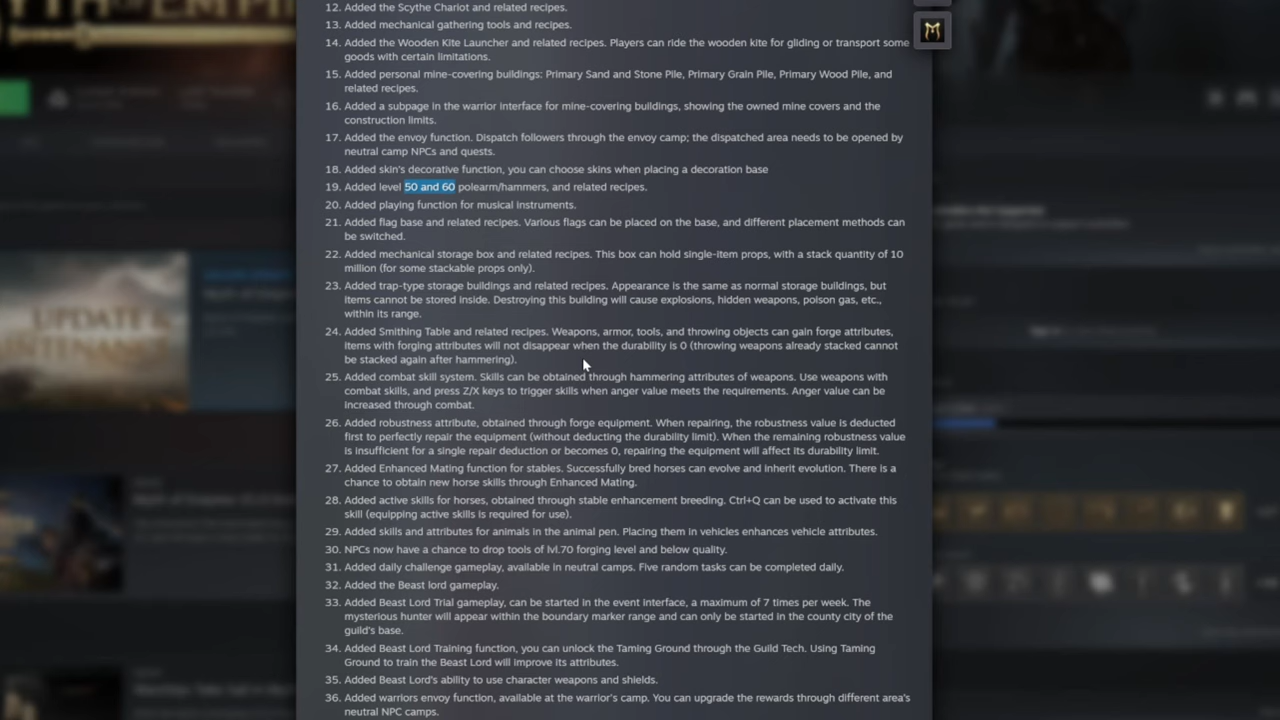 12. Added the Scythe Chariot and related recipes.
13. Added mechanical gathering tools and recipes.
14. Added the Wooden Kite Launcher and related recipes. Players can ride the wooden kite for gliding or transport some
goods with certain limitations.
15. Added personal mine-covering buildings: Primary Sand and Stone Pile, Primary Grain Pile, Primary Wood Pile, and
related recipes.
16. Added a subpage in the warrior interface for mine-covering buildings, showing the owned mine covers and the
construction limits.
17. Added the envoy function. Dispatch followers through the envoy camp; the dispatched area needs to be opened by
neutral camp NPCs and quests.
18. Added skin's decorative function, you can choose skins when placing a decoration base
19. Added level 50 and 60 polearm/hammers, and related recipes.
20. Added playing function for musical instruments.
21. Added flag base and related recipes. Various flags can be placed on the base, and different placement methods can
be switched.
22. Added mechanical storage box and related recipes. This box can hold single-item props, with a stack quantity of 10
million (for some stackable props only).
23. Added trap-type storage buildings and related recipes. Appearance is the same as normal storage buildings, but
items cannot be stored inside. Destroying this building will cause explosions, hidden weapons, poison gas, etc.,
within its range.
24. Added Smithing Table and related recipes. Weapons, armor, tools, and throwing objects can gain forge attributes,
items with forging attributes will not disappear when the durability is 0 (throwing weapons already stacked cannot
be stacked again after hammering).
25. Added combat skill system. Skills can be obtained through hammering attributes of weapons. Use weapons with
combat skills, and press Z/X keys to trigger skills when anger value meets the requirements. Anger value can be
increased through combat.
26. Added robustness attribute, obtained through forge equipment. When repairing, the robustness value is deducted
first to perfectly repair the equipment (without deducting the durability limit). When the remaining robustness value
is insufficient for a single repair deduction or becomes 0, repairing the equipment will affect its durability limit.
27. Added Enhanced Mating function for stables. Successfully bred horses can evolve and inherit evolution. There is a
chance to obtain new horse skills through Enhanced Mating.
28. Added active skills for horses, obtained through stable enhancement breeding. Ctrl+Q can be used to activate this
skill (equipping active skills is required for use).
29. Added skills and attributes for animals in the animal pen. Placing them in vehicles enhances vehicle attributes.
30. NPCs now have a chance to drop tools of lvl.70 forging level and below quality.
31. Added daily challenge gameplay, available in neutral camps. Five random tasks can be completed daily.
32. Added the Beast lord gameplay.
33. Added Beast Lord Trial gameplay, can be started in the event interface, a maximum of 7 times per week. The
mysterious hunter will appear within the boundary marker range and can only be started in the county city of the
guild's base.
34. Added Beast Lord Training function, you can unlock the Taming Ground through the Guild Tech. Using Taming
Ground to train the Beast Lord will improve its attributes.
35. Added Beast Lord's ability to use character weapons and shields.
36. Added warriors envoy function, available at the warrior's camp. You can upgrade the rewards through different area's
neutral NPC camps.